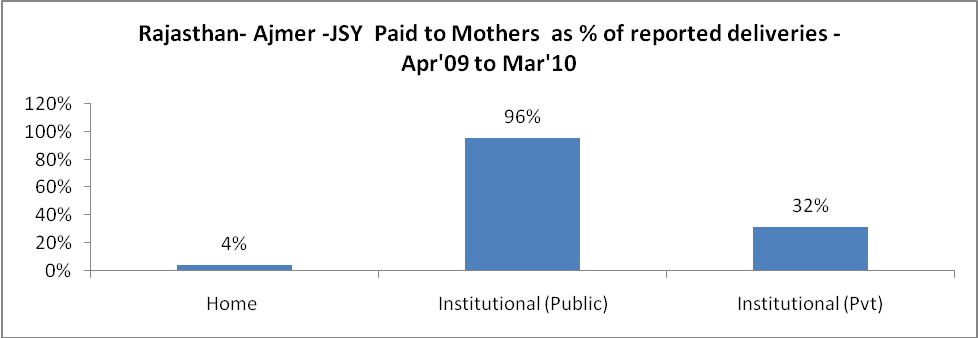 Rajasthan- Ajmer -JSY Paid to Mothers as % of reported deliveries -
Apr'09 to Mar'10
120%
100%
80%
60%
40%
20%
0%
4%
96%
32%
Home
Institutional (Public)
Institutional (Pvt)